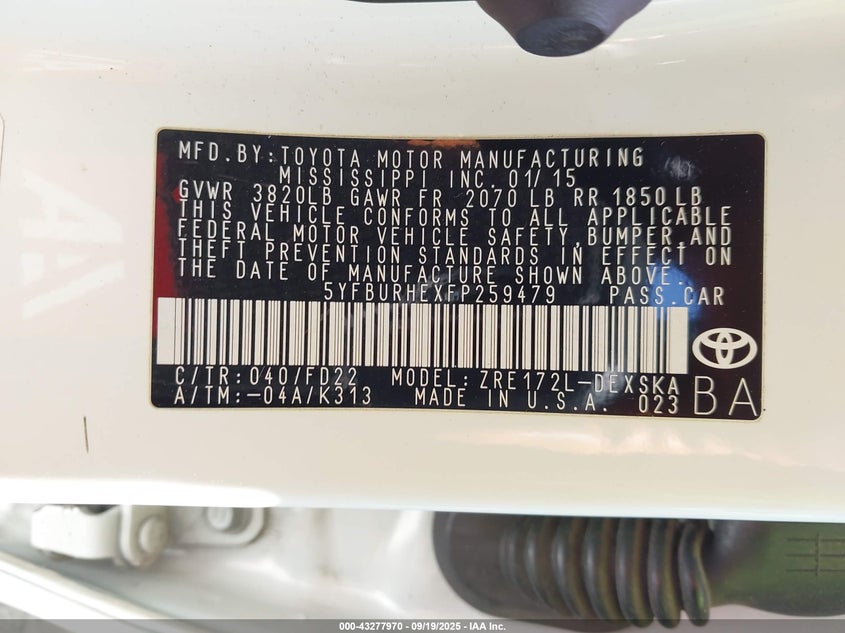 MFD.BY:TOYOTA MOTOR MANUFACTURING
MISSISSIPPI INC. 01/15
GVWR 3820LB GAWR FR 2070 LB RR 1850 LB
THIS VEHICLE CONFORMS TO ALL APPLICABLE
FEDERAL MOTOR VEHICLE SAFETY,BUMPER,AND
THEFT PREVENTION STANDARDS IN EFFECT ON
THE DATE OF MANUFACTURE SHOWN ABOVE.
5YFBURHEXFP259479 PASS.CAR
C/TR:040/FD22 MODEL:ZRE172L-DEXSKA
A/TM:-04A/K313 MADE IN U.S.A. 023 BA
000-43277970 - 09/19/2025 - IAA Inc.